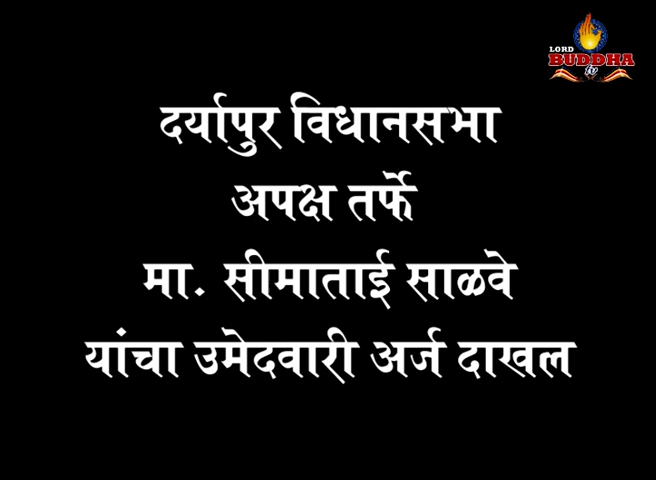 LORD
BUDDHA
tv
दर्यापुर विधानसभा
अपक्ष तर्फे
मा. सीमाताई साळवे
यांचा उमेदवारी अर्ज दाखल